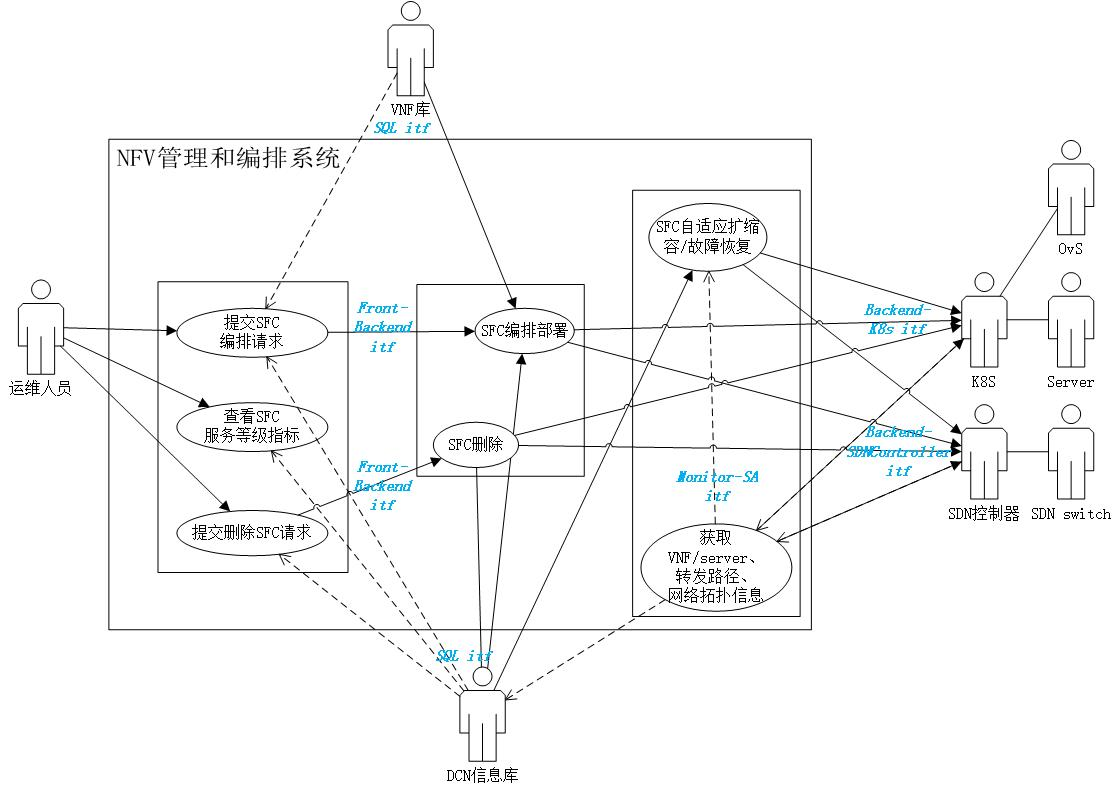 VNF库
SQL itf
NFV管理和编排系统
SFC自适应扩缩
容/故障恢复
OvS
提交SFC
编排请求
Front-
Backend
itf
SFC编排部署
Backend-
K8s itf
运维人员
K8S
Server
查看SFC
服务等级指标
SFC删除
Backend-
SDNController
itf
Front-
Backend
itf
Monitor-SA
itf
SDN控制器
SDN switch
提交删除SFC请求
获取
VNF/server、
转发路径、
网络拓扑信息
SQL itf
DCN信息库